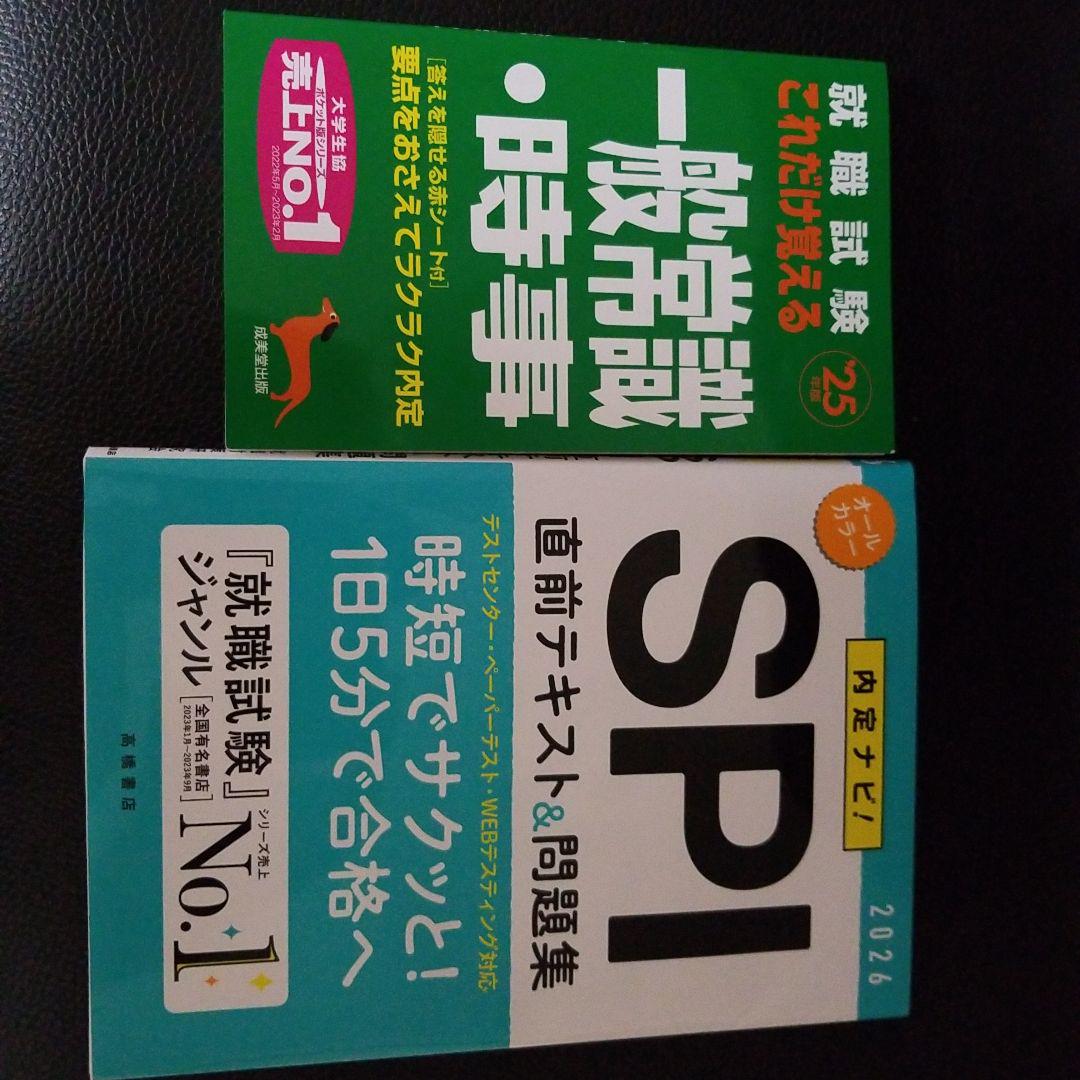 就職試験
これだけ覚える
'25
年版
一般常識
・時事
[答えを隠せる赤シート付]
要点をおさえてラクラク内定
大学生協
ポケット版シリーズ
売上NO.1
2022年5月~2023年2月
成美堂出版
2026
内定ナビ!
オール
カラー
SPI
直前テキスト&問題集
テストセンター・ペーパーテスト・WEBテスティング対応
時短でサクッと!
1日5分で合格へ
『就職試験』
ジャンル
[全国有名書店]
2023年1月~2023年9月
シリーズ売上
No.1
高橋書店